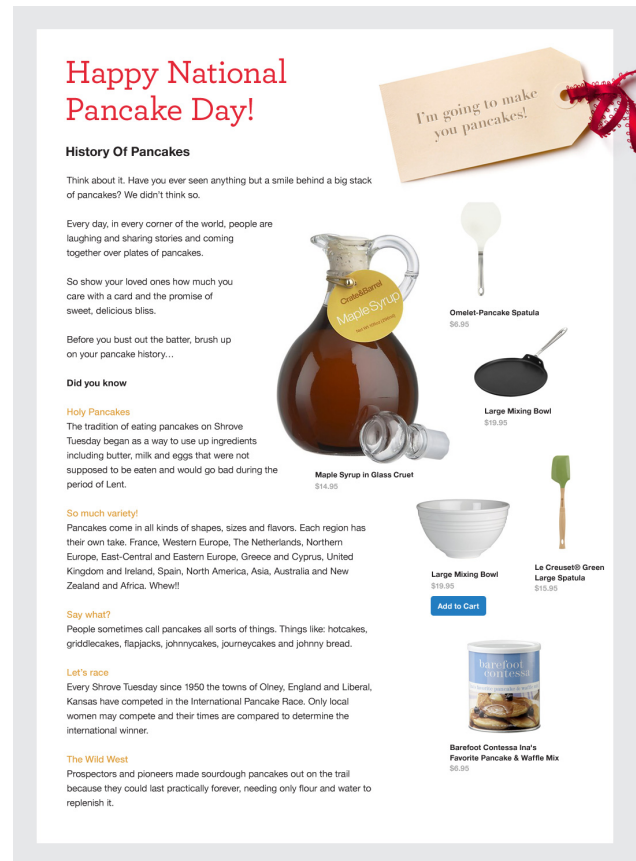 Happy National
Pancake Day!
I'm going to make
you pancakes!
History Of Pancakes
Think about it. Have you ever seen anything but a smile behind a big stack
of pancakes? We didn't think so.
Every day, in every corner of the world, people are
laughing and sharing stories and coming
together over plates of pancakes.
So show your loved ones how much you
care with a card and the promise of
sweet, delicious bliss.
Before you bust out the batter, brush up
on your pancake history…
Did you know
Holy Pancakes
The tradition of eating pancakes on Shrove
Tuesday began as a way to use up ingredients
including butter, milk and eggs that were not
supposed to be eaten and would go bad during the
period of Lent.
So much variety!
Pancakes come in all kinds of shapes, sizes and flavors. Each region has
their own take. France, Western Europe, The Netherlands, Northern
Europe, East-Central and Eastern Europe, Greece and Cyprus, United
Kingdom and Ireland, Spain, North America, Asia, Australia and New
Zealand and Africa. Whew!!
Say what?
People sometimes call pancakes all sorts of things. Things like: hotcakes,
griddlecakes, flapjacks, johnnycakes, journeycakes and johnny bread.
Let's race
Every Shrove Tuesday since 1950 the towns of Olney, England and Liberal,
Kansas have competed in the International Pancake Race. Only local
women may compete and their times are compared to determine the
international winner.
The Wild West
Prospectors and pioneers made sourdough pancakes out on the trail
because they could last practically forever, needing only flour and water to
replenish it.
Crate&Barrel
Maple Syrup
Maple Syrup in Glass Cruet
$14.95
Omelet-Pancake Spatula
$6.95
Large Mixing Bowl
$19.95
Large Mixing Bowl
$19.95
Add to Cart
Le Creuset® Green
Large Spatula
$15.95
barefoot
contessa
pancake & waffle mix
Barefoot Contessa Ina's
Favorite Pancake & Waffle Mix
$6.95